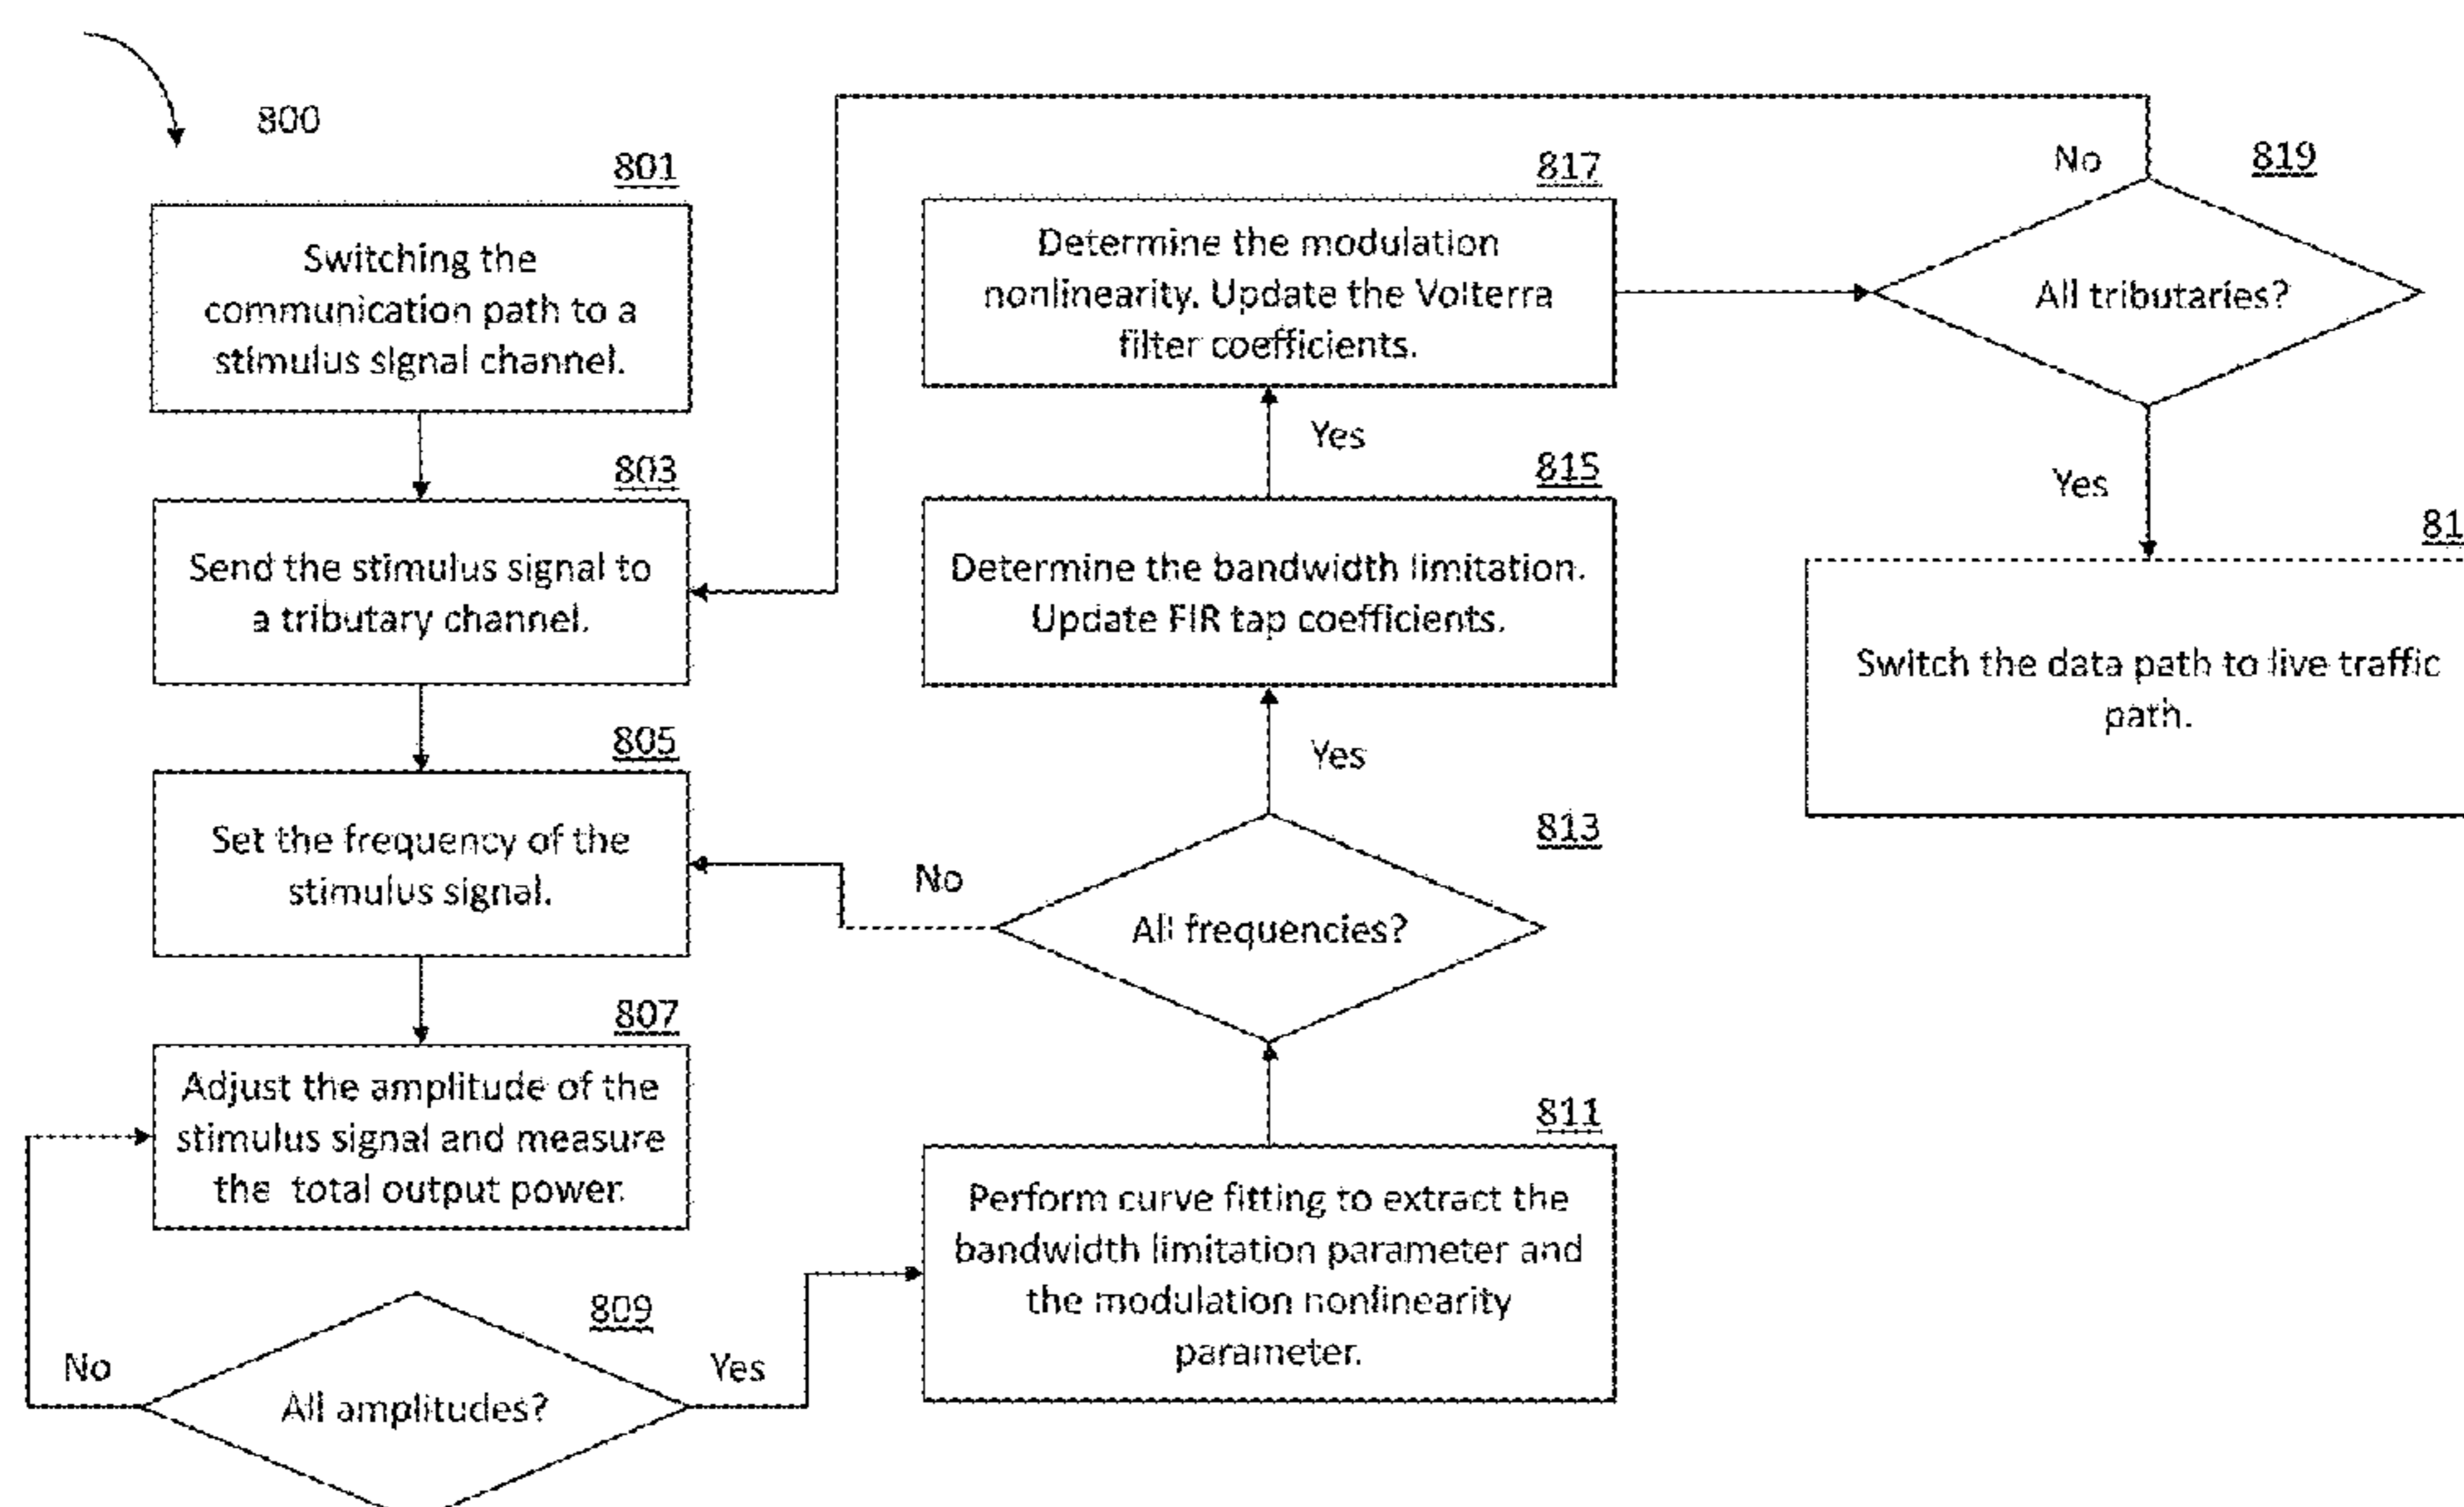 800
801
Switching the
communication path to a
stimulus signal channel.
803
Send the stimulus signal to
a tributary channel.
805
Set the frequency of the
stimulus signal.
807
Adjust the amplitude of the
stimulus signal and measure
the total output power.
809
All amplitudes?
No
Yes
811
Perform curve fitting to extract the
bandwidth limitation parameter and
the modulation nonlinearity
parameter.
813
All frequencies?
No
Yes
815
Determine the bandwidth limitation.
Update FIR tap coefficients.
Yes
817
Determine the modulation
nonlinearity. Update the Volterra
filter coefficients.
819
All tributaries?
No
Yes
Switch the data path to live traffic
path.